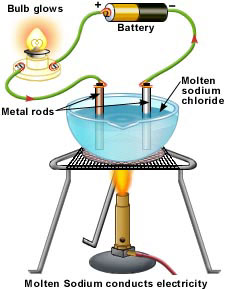 Bulb glows
+ −
Battery
Molten
sodium
chloride
Metal rods
Molten Sodium conducts electricity